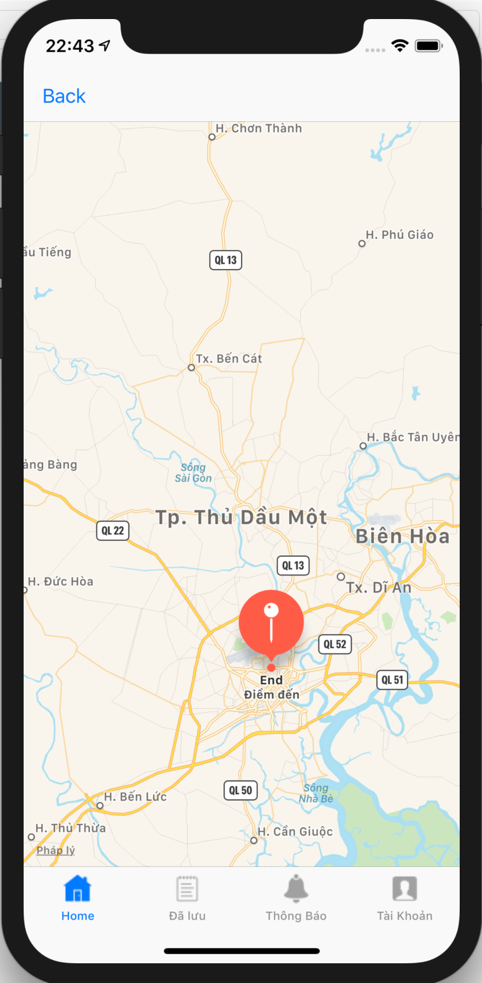 22:43
Back
H. Chơn Thành
H. Phú Giáo
QL 13
Tiếng
Tx. Bến Cát
H. Bắc Tân Uyên
Bàng
Sông
Sài Gòn
Tp. Thủ Dầu Một
QL 22
Biên Hòa
QL 13
H. Đức Hòa
Tx. Dĩ An
QL 52
End
QL 51
Điểm đến
QL 50
Sông
Nhà Bè
H. Bến Lức
H. Thủ Thừa
H. Cần Giuộc
Pháp lý
Home
Đã lưu
Thông Báo
Tài Khoản